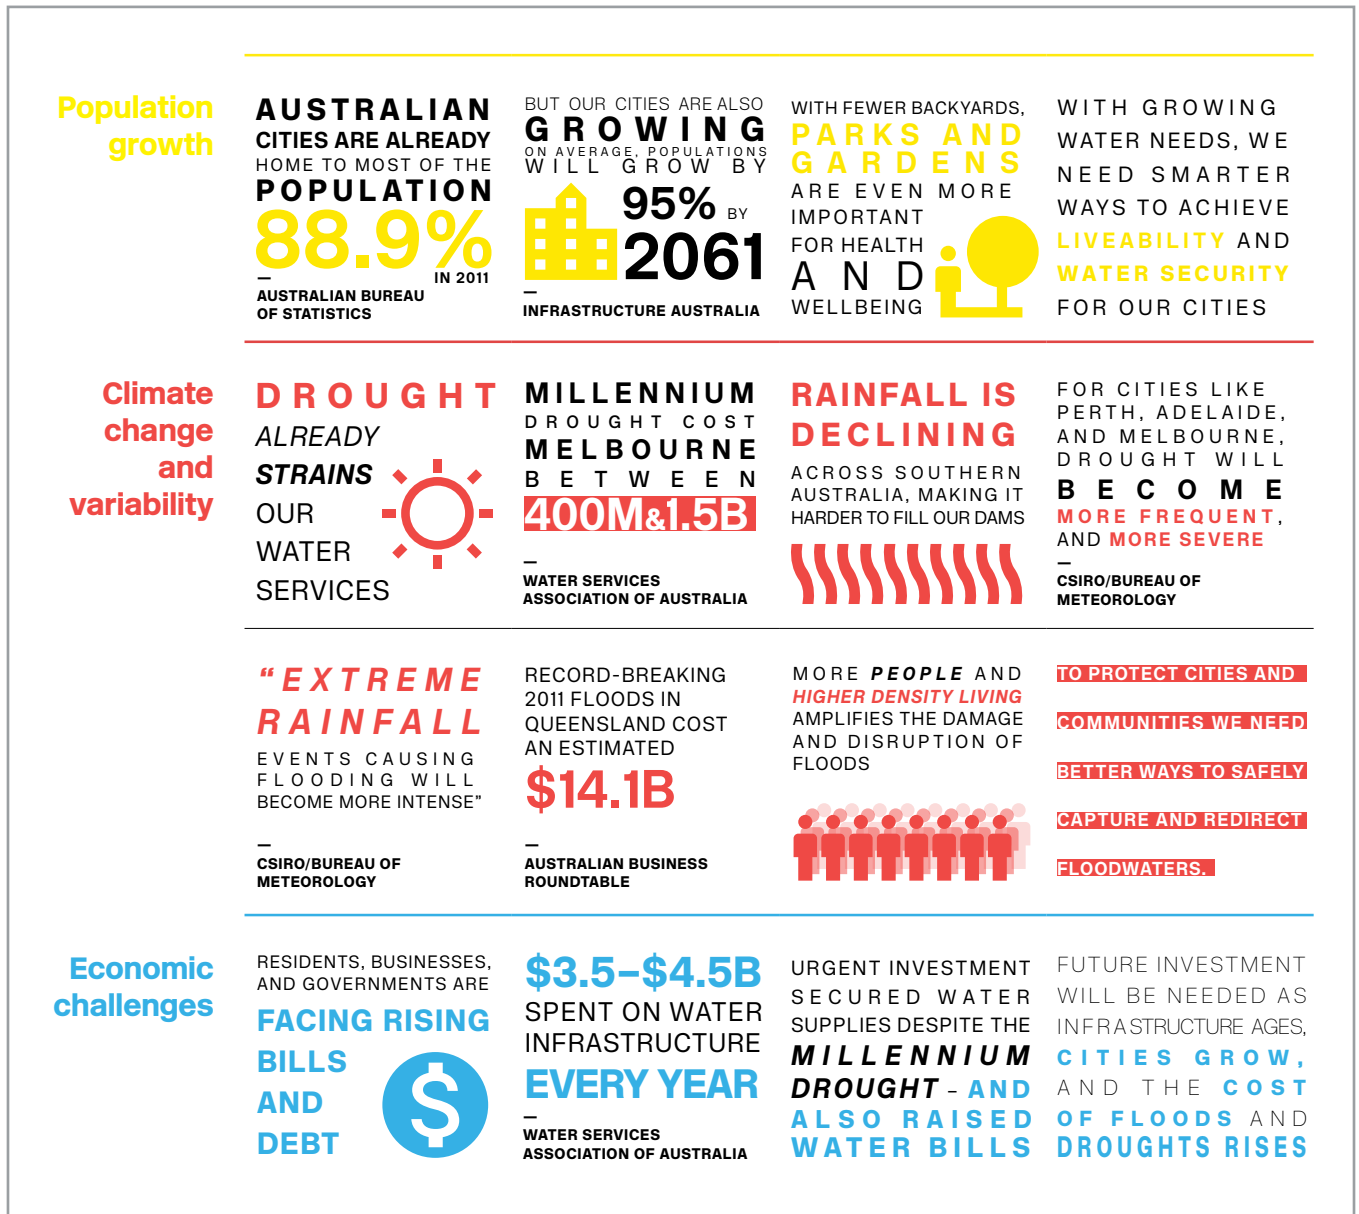 Population
growth
AUSTRALIAN
CITIES ARE ALREADY
HOME TO MOST OF THE
POPULATION
88.9%
IN 2011
—
AUSTRALIAN BUREAU
OF STATISTICS
BUT OUR CITIES ARE ALSO
GROWING
ON AVERAGE, POPULATIONS
WILL GROW BY
95% BY
2061
—
INFRASTRUCTURE AUSTRALIA
WITH FEWER BACKYARDS,
PARKS AND
GARDENS
ARE EVEN MORE
IMPORTANT
FOR HEALTH
AND
WELLBEING
WITH GROWING
WATER NEEDS, WE
NEED SMARTER
WAYS TO ACHIEVE
LIVEABILITY AND
WATER SECURITY
FOR OUR CITIES
Climate
change
and
variability
DROUGHT
ALREADY
STRAINS
OUR
WATER
SERVICES
MILLENNIUM
DROUGHT COST
MELBOURNE
BETWEEN
400M&1.5B
—
WATER SERVICES
ASSOCIATION OF AUSTRALIA
RAINFALL IS
DECLINING
ACROSS SOUTHERN
AUSTRALIA, MAKING IT
HARDER TO FILL OUR DAMS
FOR CITIES LIKE
PERTH, ADELAIDE,
AND MELBOURNE,
DROUGHT WILL
BECOME
MORE FREQUENT,
AND MORE SEVERE
—
CSIRO/BUREAU OF
METEOROLOGY
“EXTREME
RAINFALL
EVENTS CAUSING
FLOODING WILL
BECOME MORE INTENSE”
—
CSIRO/BUREAU OF
METEOROLOGY
RECORD-BREAKING
2011 FLOODS IN
QUEENSLAND COST
AN ESTIMATED
$14.1B
—
AUSTRALIAN BUSINESS
ROUNDTABLE
MORE PEOPLE AND
HIGHER DENSITY LIVING
AMPLIFIES THE DAMAGE
AND DISRUPTION OF
FLOODS
TO PROTECT CITIES AND
COMMUNITIES WE NEED
BETTER WAYS TO SAFELY
CAPTURE AND REDIRECT
FLOODWATERS.
Economic
challenges
RESIDENTS, BUSINESSES,
AND GOVERNMENTS ARE
FACING RISING
BILLS
AND
DEBT
$
$3.5–$4.5B
SPENT ON WATER
INFRASTRUCTURE
EVERY YEAR
—
WATER SERVICES
ASSOCIATION OF AUSTRALIA
URGENT INVESTMENT
SECURED WATER
SUPPLIES DESPITE THE
MILLENNIUM
DROUGHT – AND
ALSO RAISED
WATER BILLS
FUTURE INVESTMENT
WILL BE NEEDED AS
INFRASTRUCTURE AGES,
CITIES GROW,
AND THE COST
OF FLOODS AND
DROUGHTS RISES